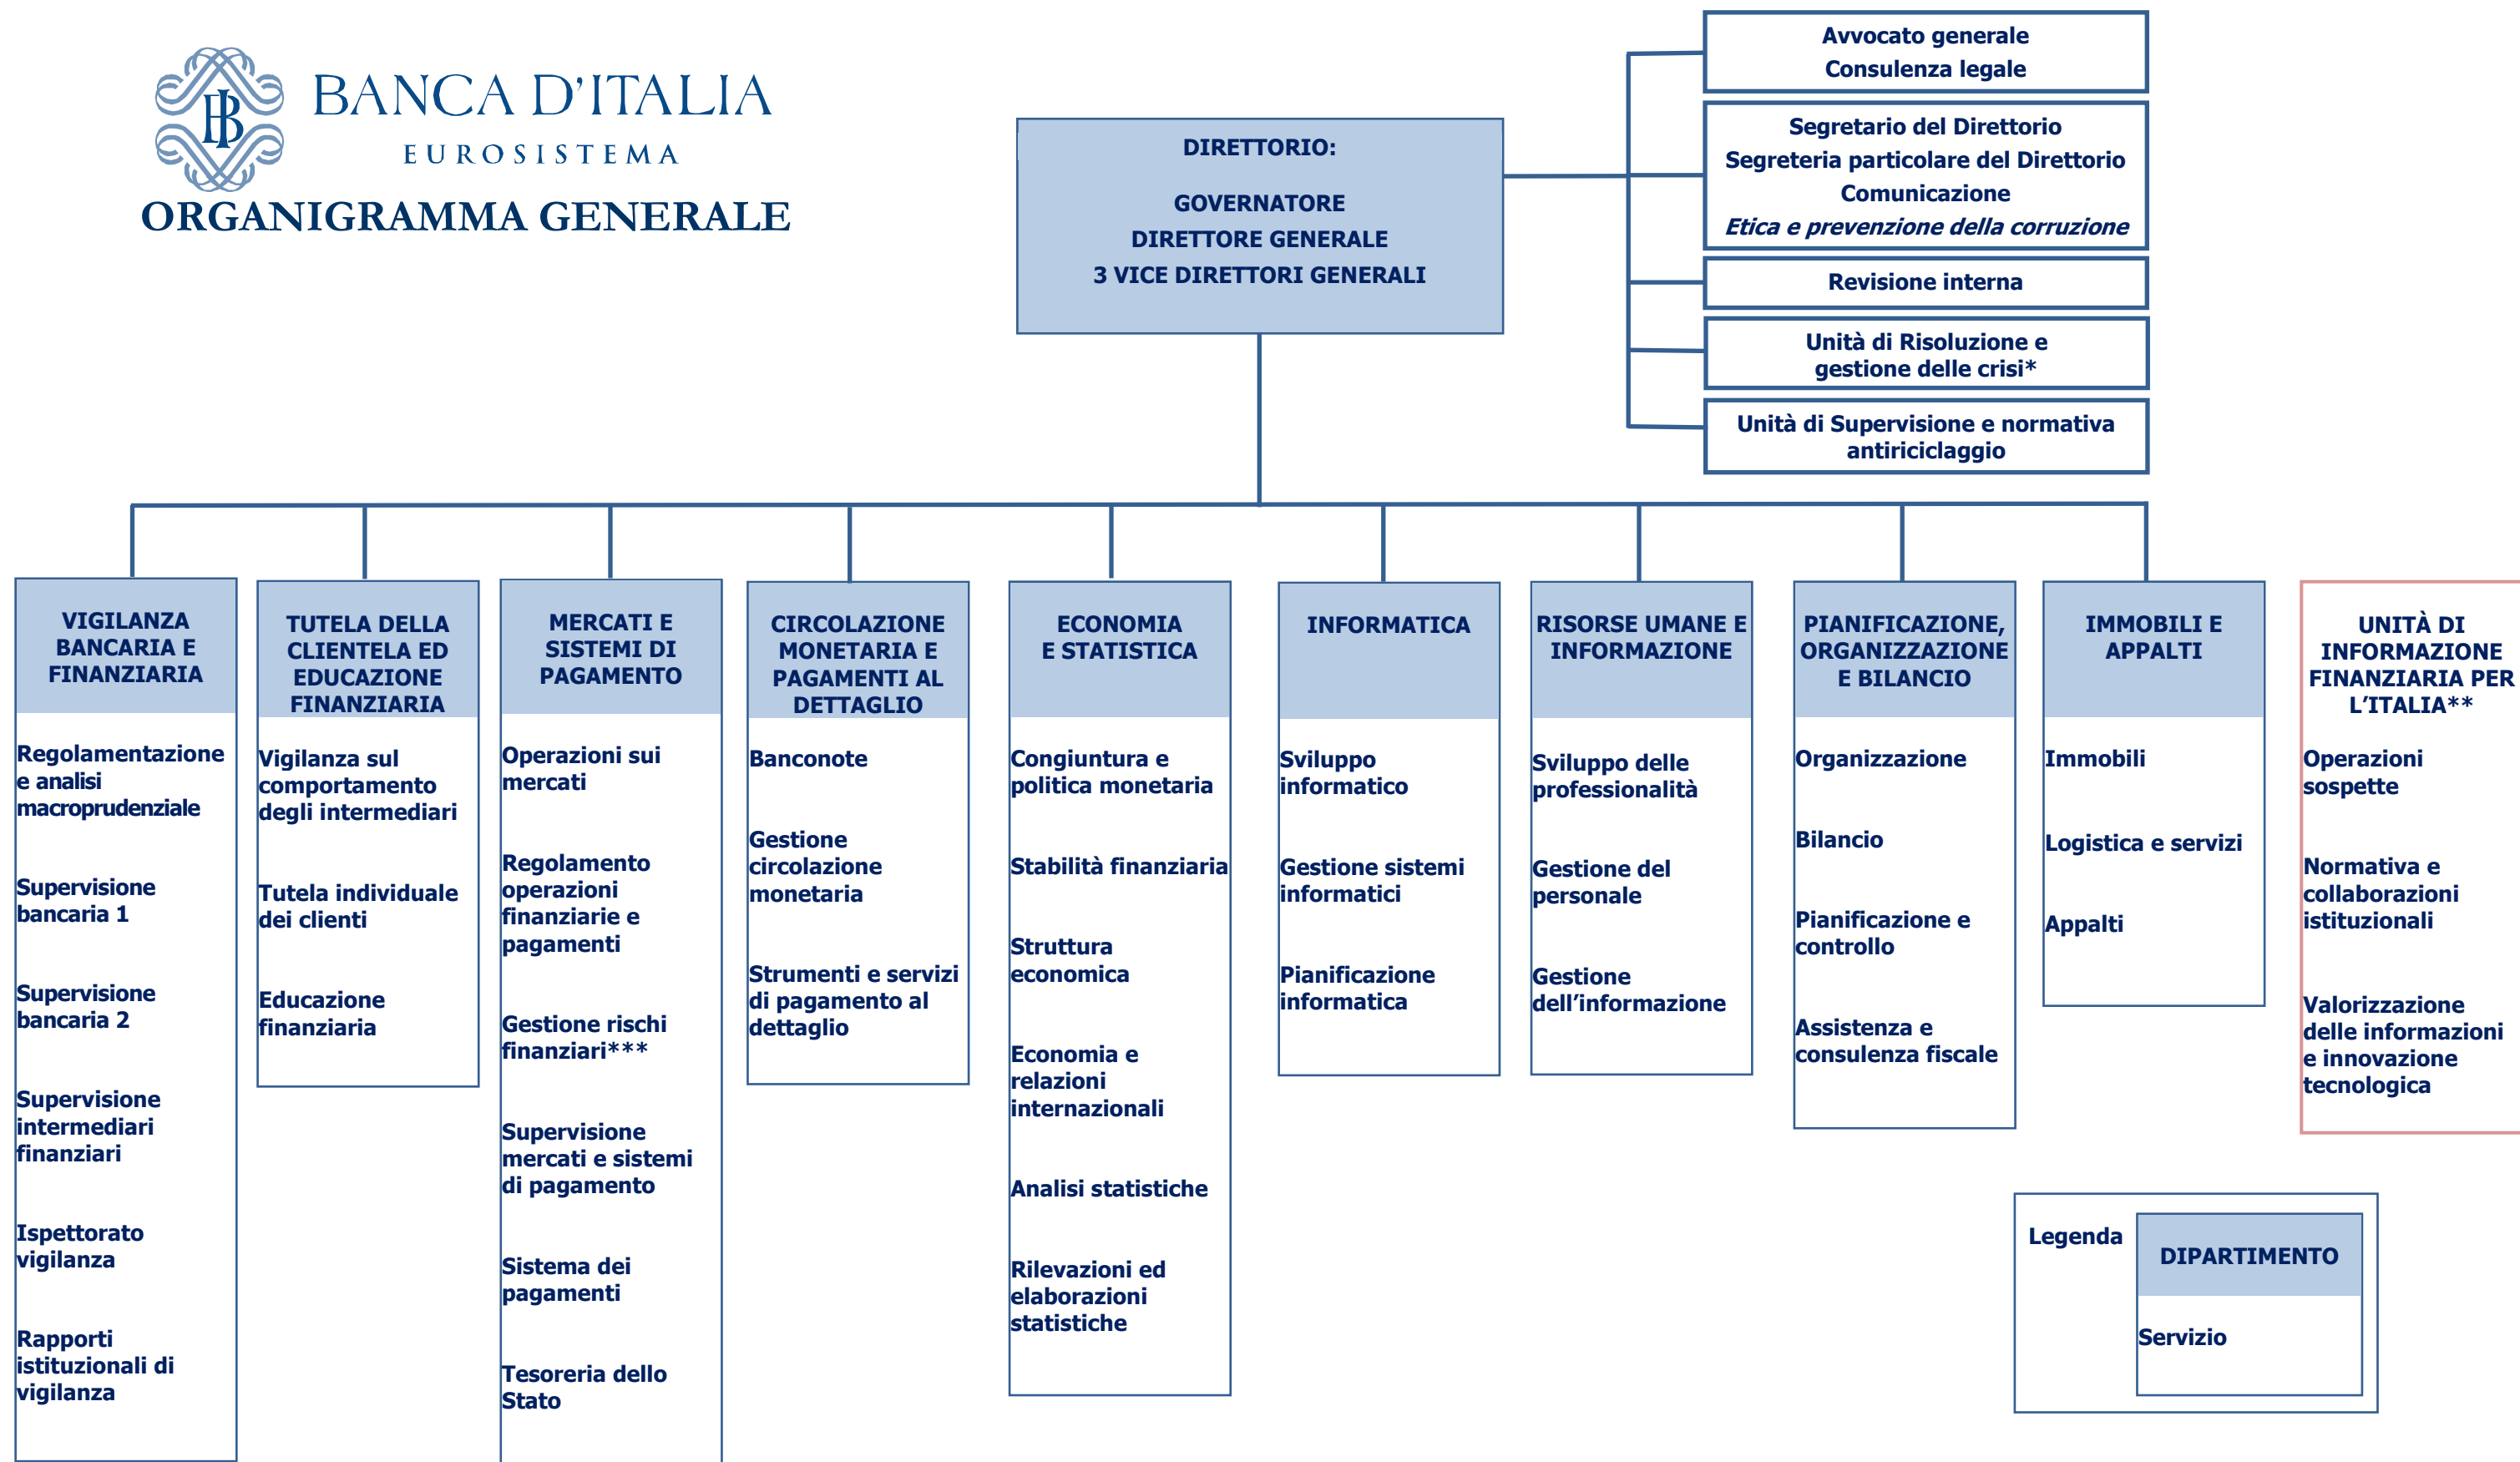 BANCA D'ITALIA
EUROSISTEMA
ORGANIGRAMMA GENERALE
DIRETTORIO:
GOVERNATORE
DIRETTORE GENERALE
3 VICE DIRETTORI GENERALI
Avvocato generale
Consulenza legale
Segretario del Direttorio
Segreteria particolare del Direttorio
Comunicazione
Etica e prevenzione della corruzione
Revisione interna
Unità di Risoluzione e
gestione delle crisi*
Unità di Supervisione e normativa
antiriciclaggio
VIGILANZA
BANCARIA E
FINANZIARIA
Regolamentazione
e analisi
macroprudenziale
Supervisione
bancaria 1
Supervisione
bancaria 2
Supervisione
intermediari
finanziari
Ispettorato
vigilanza
Rapporti
istituzionali di
vigilanza
TUTELA DELLA
CLIENTELA ED
EDUCAZIONE
FINANZIARIA
Vigilanza sul
comportamento
degli intermediari
Tutela individuale
dei clienti
Educazione
finanziaria
MERCATI E
SISTEMI DI
PAGAMENTO
Operazioni sui
mercati
Regolamento
operazioni
finanziarie e
pagamenti
Gestione rischi
finanziari***
Supervisione
mercati e sistemi
di pagamento
Sistema dei
pagamenti
Tesoreria dello
Stato
CIRCOLAZIONE
MONETARIA E
PAGAMENTI AL
DETTAGLIO
Banconote
Gestione
circolazione
monetaria
Strumenti e servizi
di pagamento al
dettaglio
ECONOMIA
E STATISTICA
Congiuntura e
politica monetaria
Stabilità finanziaria
Struttura
economica
Economia e
relazioni
internazionali
Analisi statistiche
Rilevazioni ed
elaborazioni
statistiche
INFORMATICA
Sviluppo
informatico
Gestione sistemi
informatici
Pianificazione
informatica
RISORSE UMANE E
INFORMAZIONE
Sviluppo delle
professionalità
Gestione del
personale
Gestione
dell’informazione
PIANIFICAZIONE,
ORGANIZZAZIONE
E BILANCIO
Organizzazione
Bilancio
Pianificazione e
controllo
Assistenza e
consulenza fiscale
IMMOBILI E
APPALTI
Immobili
Logistica e servizi
Appalti
UNITÀ DI
INFORMAZIONE
FINANZIARIA PER
L’ITALIA**
Operazioni
sospette
Normativa e
collaborazioni
istituzionali
Valorizzazione
delle informazioni
e innovazione
tecnologica
Legenda
DIPARTIMENTO
Servizio